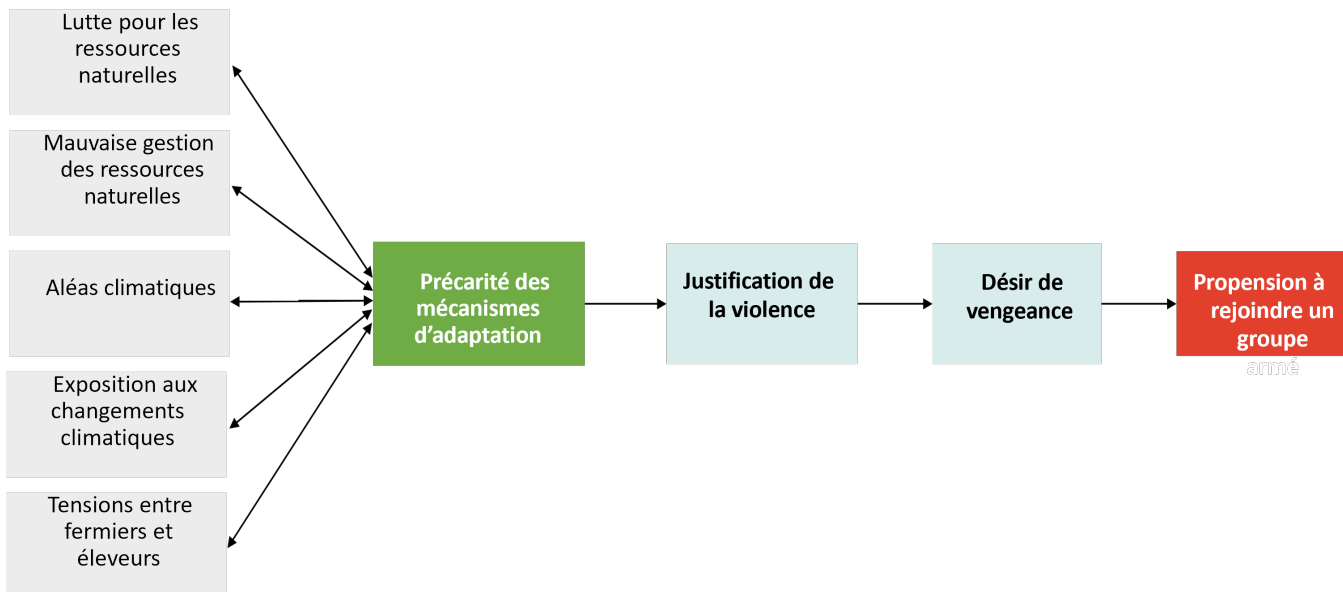 Lutte pour les
ressources
naturelles
Mauvaise gestion
des ressources
naturelles
Aléas climatiques
Exposition aux
changements
climatiques
Tensions entre
fermiers et
éleveurs
Précarité des
mécanismes
d’adaptation
Justification de
la violence
Désir de
vengeance
Propension à
rejoindre un
groupe
armé